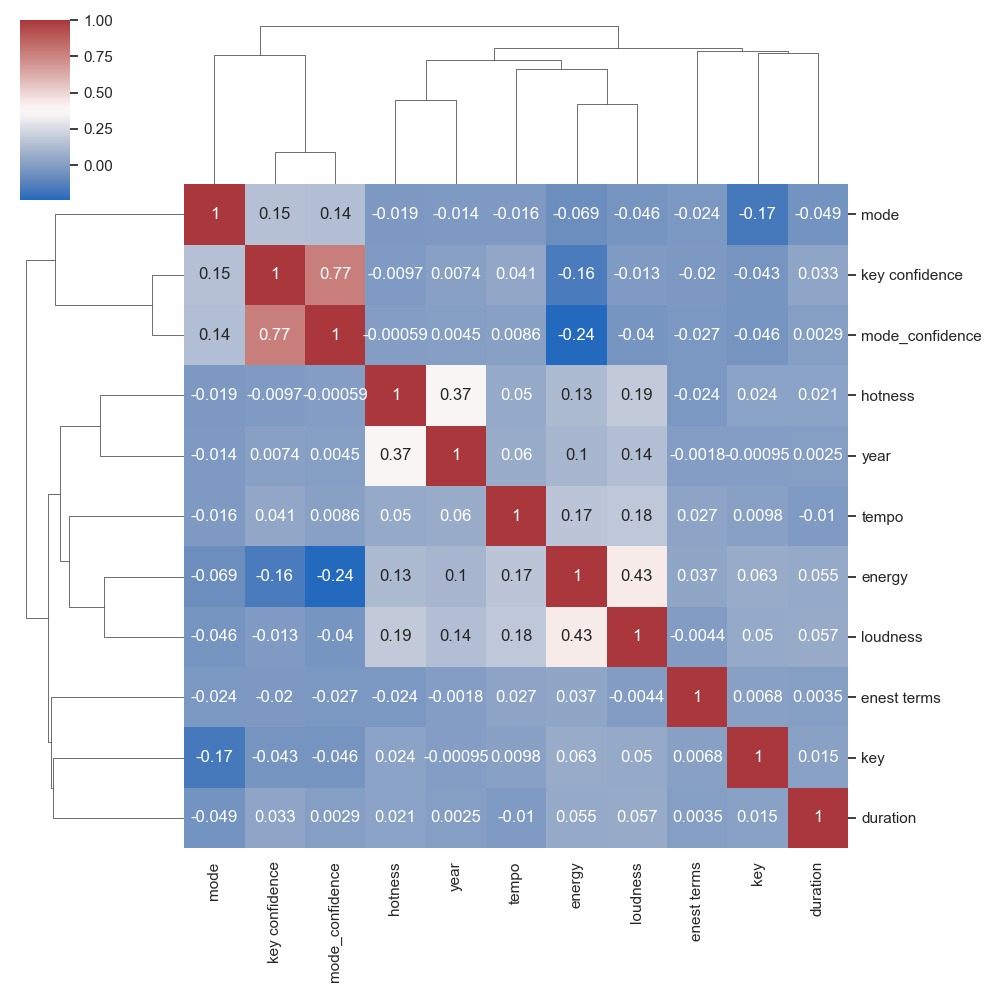 1.00
0.75
0.50
0.25
0.00
1 0.15 0.14 -0.019 -0.014 -0.016 -0.069 -0.046 -0.024 -0.17 -0.049 mode
0.15 1 0.77 -0.0097 0.0074 0.041 -0.16 -0.013 -0.02 -0.043 0.033 key confidence
0.14 0.77 1 -0.00059 0.0045 0.0086 -0.24 -0.04 -0.027 -0.046 0.0029 mode_confidence
-0.019 -0.0097 -0.00059 1 0.37 0.05 0.13 0.19 -0.024 0.024 0.021 hotness
-0.014 0.0074 0.0045 0.37 1 0.06 0.1 0.14 -0.0018 -0.00095 0.0025 year
-0.016 0.041 0.0086 0.05 0.06 1 0.17 0.18 0.027 0.0098 -0.01 tempo
-0.069 -0.16 -0.24 0.13 0.1 0.17 1 0.43 0.037 0.063 0.055 energy
-0.046 -0.013 -0.04 0.19 0.14 0.18 0.43 1 -0.0044 0.05 0.057 loudness
-0.024 -0.02 -0.027 -0.024 -0.0018 0.027 0.037 -0.0044 1 0.0068 0.0035 enest terms
-0.17 -0.043 -0.046 0.024 -0.00095 0.0098 0.063 0.05 0.0068 1 0.015 key
-0.049 0.033 0.0029 0.021 0.0025 -0.01 0.055 0.057 0.0035 0.015 1 duration
mode
key confidence
mode_confidence
hotness
year
tempo
energy
loudness
enest terms
key
duration